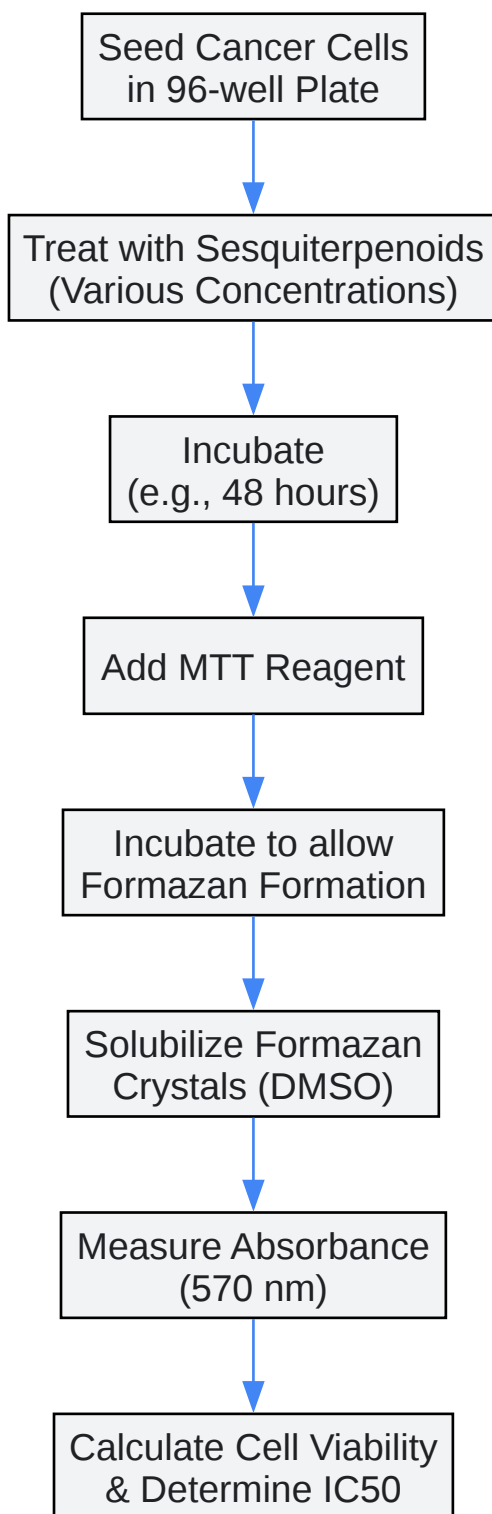 Seed Cancer Cells
in 96-well Plate
Treat with Sesquiterpenoids
(Various Concentrations)
Incubate
(e.g., 48 hours)
Add MTT Reagent
Incubate to allow
Formazan Formation
Solubilize Formazan
Crystals (DMSO)
Measure Absorbance
(570 nm)
Calculate Cell Viability
& Determine IC50